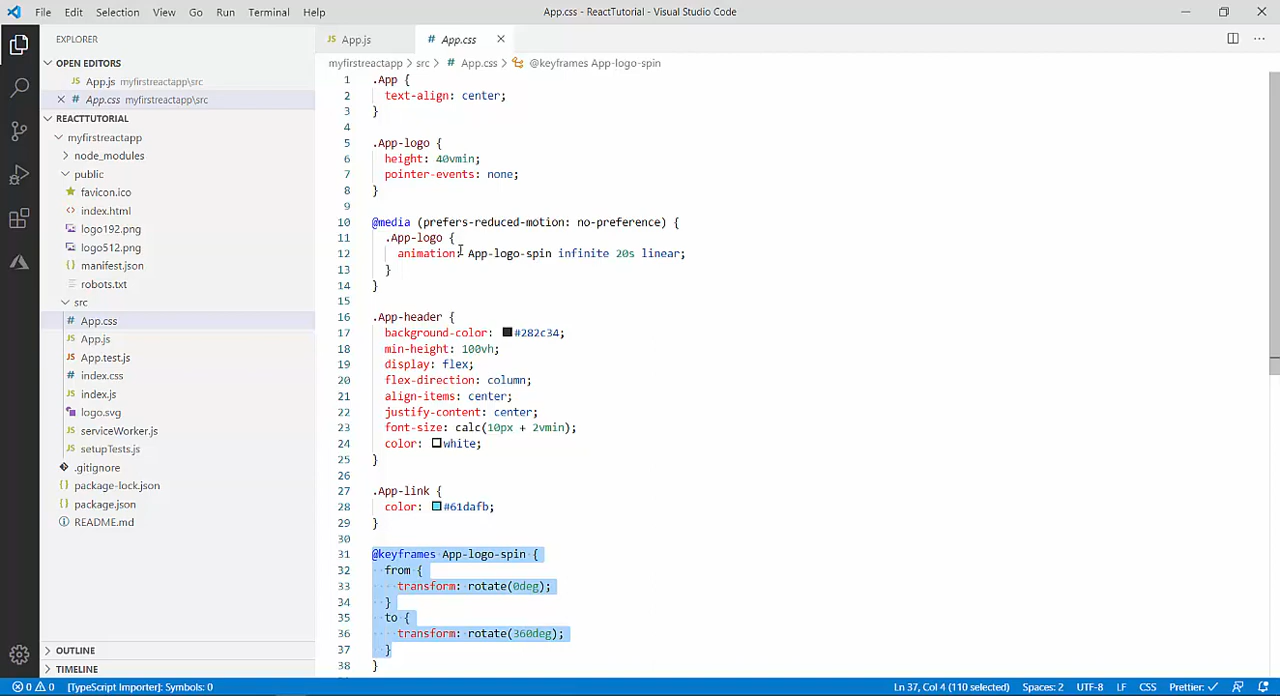 File Edit Selection View Go Run Terminal Help
App.css - ReactTutorial - Visual Studio Code
EXPLORER
OPEN EDITORS
JS App.js myfirstreactapp\src
# App.css myfirstreactapp\src
REACTTUTORIAL
myfirstreactapp
node_modules
public
favicon.ico
index.html
logo192.png
logo512.png
{} manifest.json
robots.txt
src
# App.css
JS App.js
JS App.test.js
# index.css
JS index.js
logo.svg
JS serviceWorker.js
JS setupTests.js
.gitignore
{} package-lock.json
{} package.json
README.md
OUTLINE
TIMELINE
JS App.js
# App.css
myfirstreactapp > src > # App.css > @keyframes App-logo-spin
1 .App {
2 text-align: center;
3 }
4
5 .App-logo {
6 height: 40vmin;
7 pointer-events: none;
8 }
9
10 @media (prefers-reduced-motion: no-preference) {
11 .App-logo {
12 animation: App-logo-spin infinite 20s linear;
13 }
14 }
15
16 .App-header {
17 background-color: #282c34;
18 min-height: 100vh;
19 display: flex;
20 flex-direction: column;
21 align-items: center;
22 justify-content: center;
23 font-size: calc(10px + 2vmin);
24 color: white;
25 }
26
27 .App-link {
28 color: #61dafb;
29 }
30
31 @keyframes App-logo-spin {
32 from {
33 transform: rotate(0deg);
34 }
35 to {
36 transform: rotate(360deg);
37 }
38 }
0 0 [TypeScript Importer]: Symbols: 0
Ln 37, Col 4 (110 selected) Spaces: 2 UTF-8 LF CSS Prettier: ✓